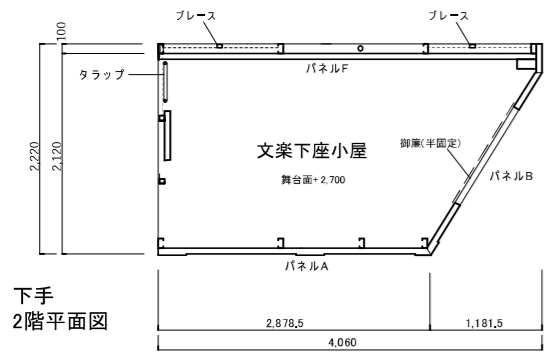 ブレース
ブレース
100
タラップ
パネルF
文楽下座小屋
舞台面+2,700
御簾(半固定)
パネルB
2,220
2,120
パネルA
下手
2階平面図
2,878.5
1,181.5
4,060